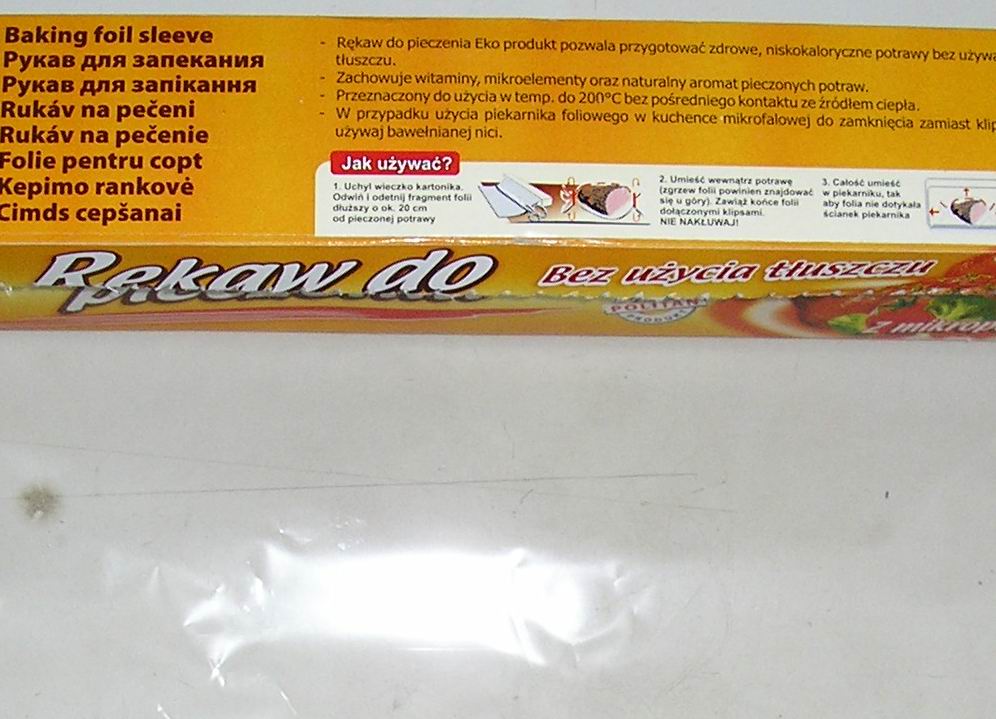 Baking foil sleeve
Рукав для запекания
Рукав для запікання
Rukáv na pečeni
Rukáv na pečenie
Folie pentru copt
Kepimo rankovė
Cimds cepšanai
- Rękaw do pieczenia Eko produkt pozwala przygotować zdrowe, niskokaloryczne potrawy bez używa
tłuszczu.
- Zachowuje witaminy, mikroelementy oraz naturalny aromat pieczonych potraw.
- Przeznaczony do użycia w temp. do 200°C bez pośredniego kontaktu ze źródłem ciepła.
- W przypadku użycia piekarnika foliowego w kuchence mikrofalowej do zamknięcia zamiast klip
używaj bawełnianej nici.
Jak używać?
1. Uchyl wieczko kartonika.
Odwiń i odetnij fragment folii
dłuższy o ok. 20 cm
od pieczonej potrawy
2. Umieść wewnątrz potrawę
(zgrzew folii powinien znajdować
się u góry). Zawiąż końce folii
dołączonymi klipsami.
NIE NAKŁUWAJ!
3. Całość umieść
w piekarniku, tak
aby folia nie dotykała
ścianek piekarnika
Rękaw do
Bez użycia tłuszczu
PRODUKT
z mikrop